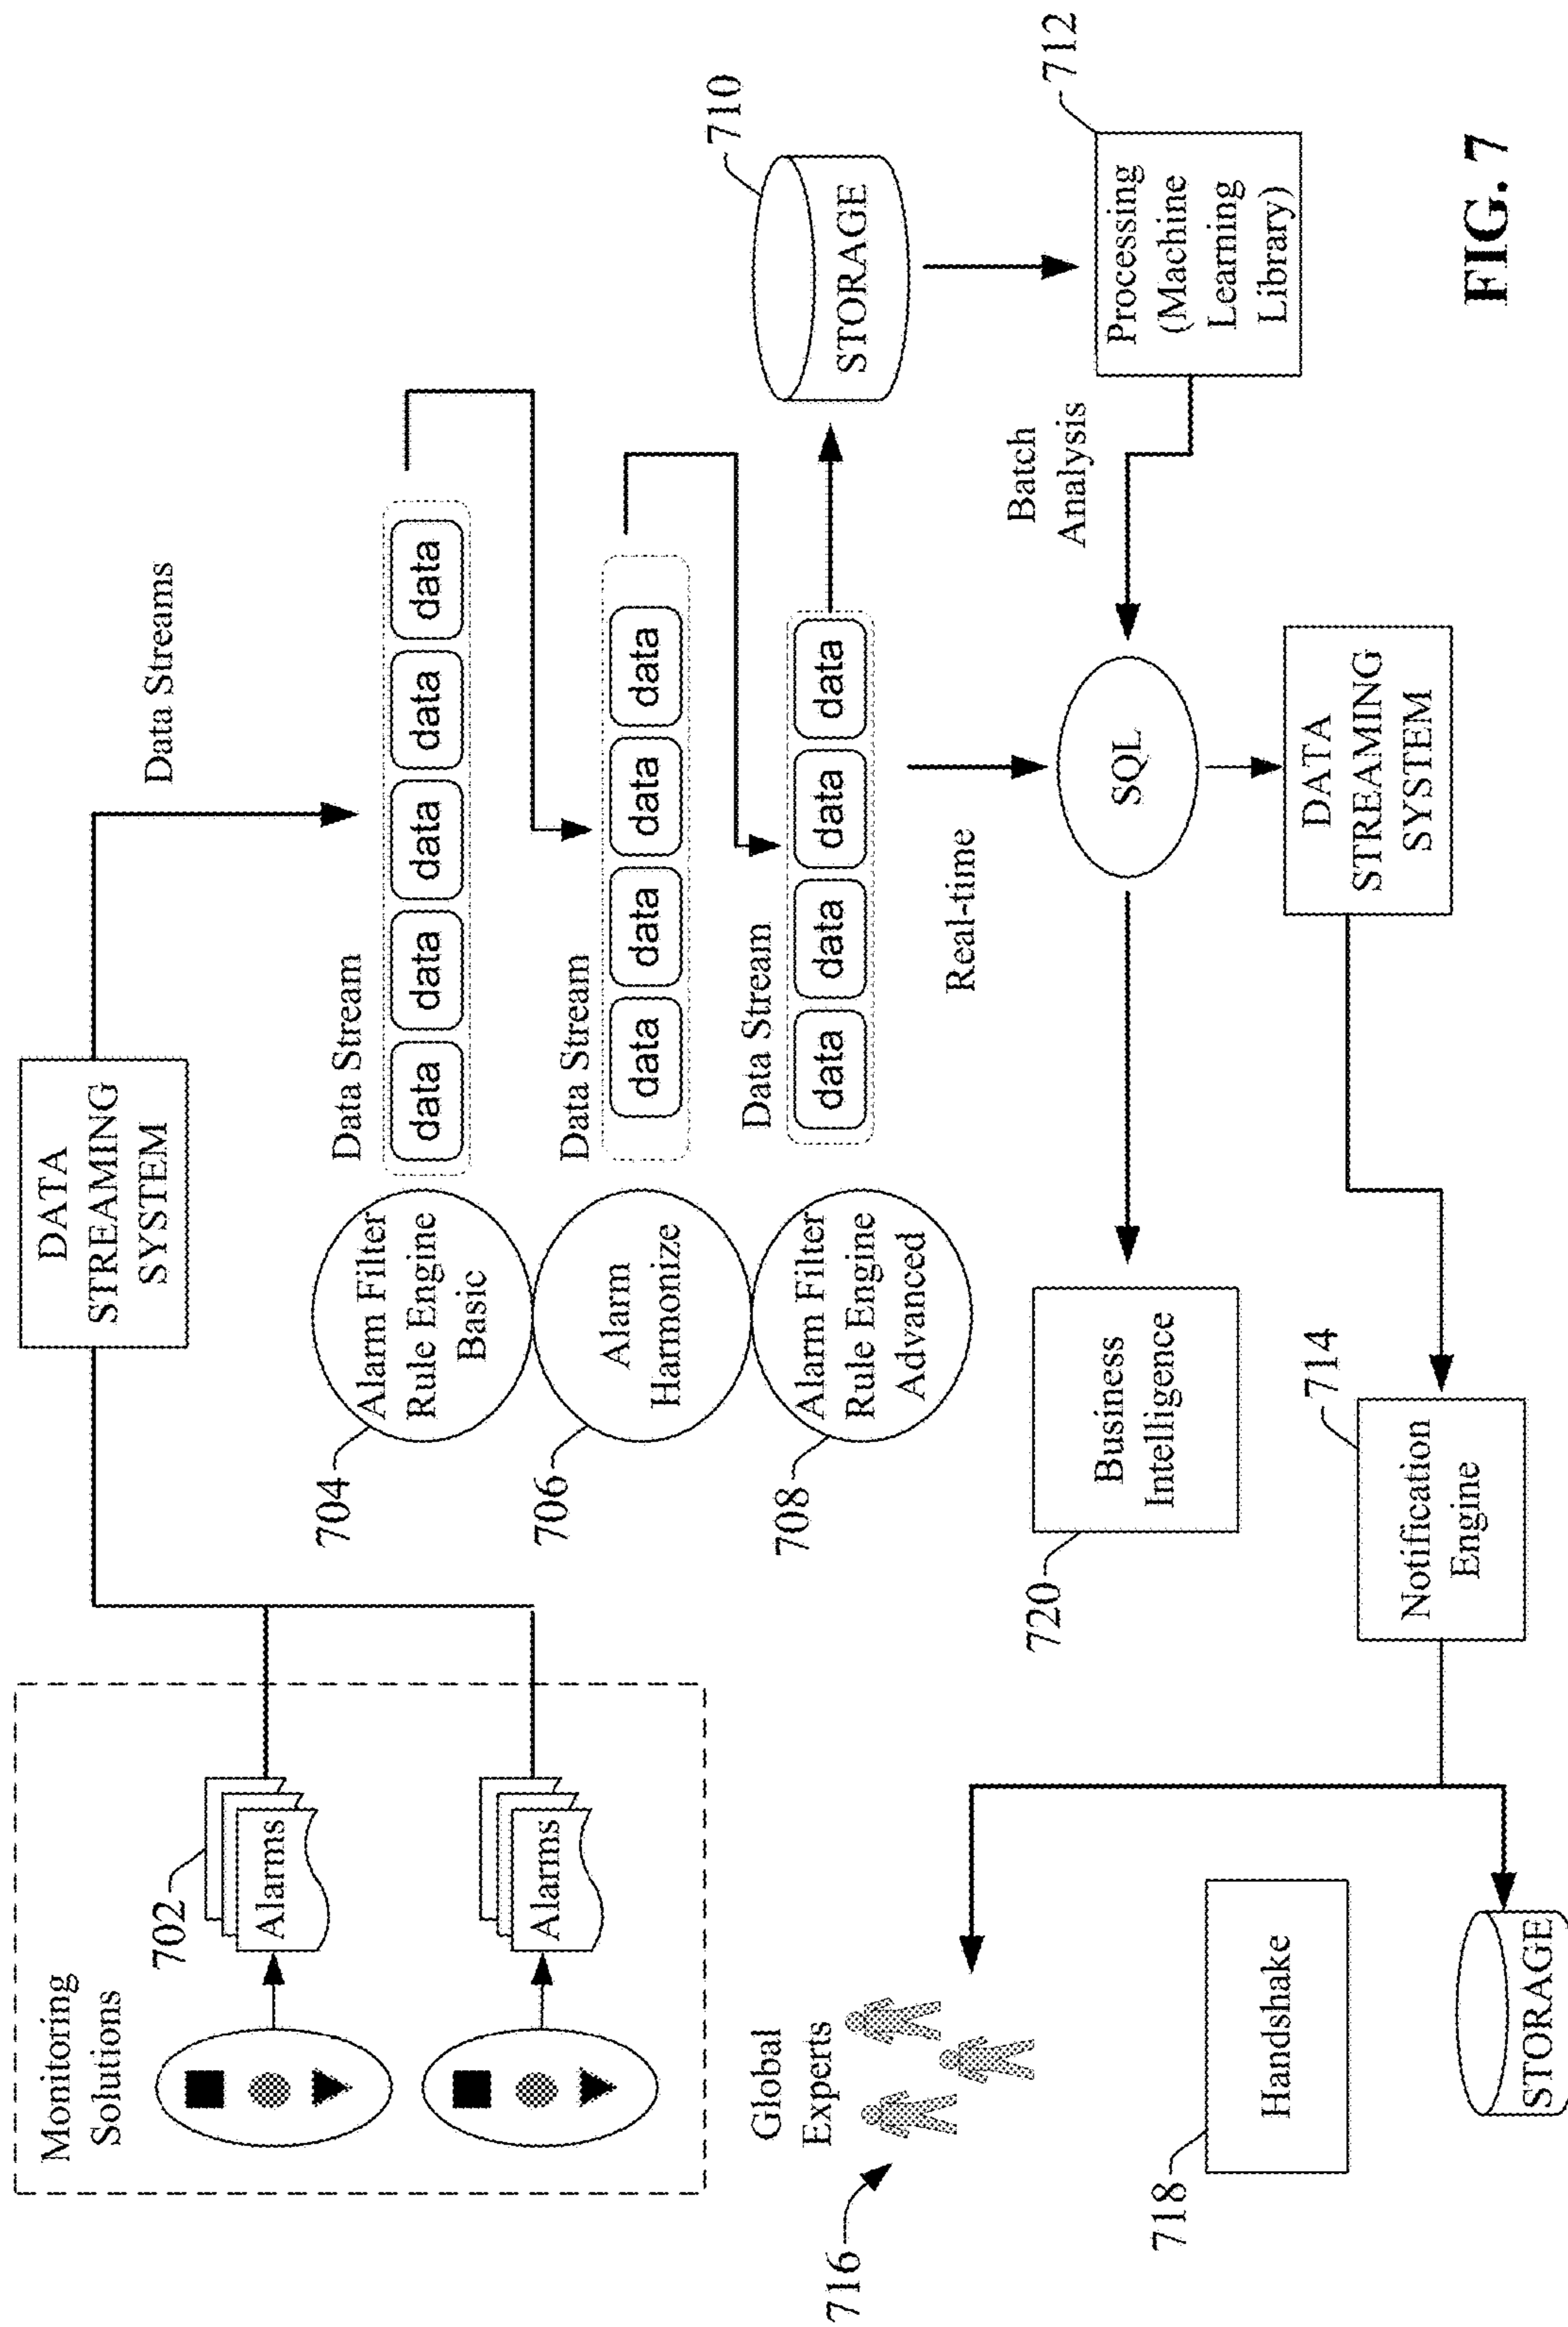 Monitoring
Solutions
702
Alarms
Alarms
DATA
STREAMING
SYSTEM
Data Streams
704
Alarm Filter
Rule Engine
Basic
Data Stream
data
data
data
data
data
706
Alarm
Harmonize
Data Stream
data
data
data
data
708
Alarm Filter
Rule Engine
Advanced
Data Stream
data
data
data
data
STORAGE
710
Processing
(Machine
Learning
Library)
712
Batch
Analysis
Real-time
SQL
Business
Intelligence
720
DATA
STREAMING
SYSTEM
Notification
Engine
714
Global
Experts
716
Handshake
718
STORAGE
FIG. 7